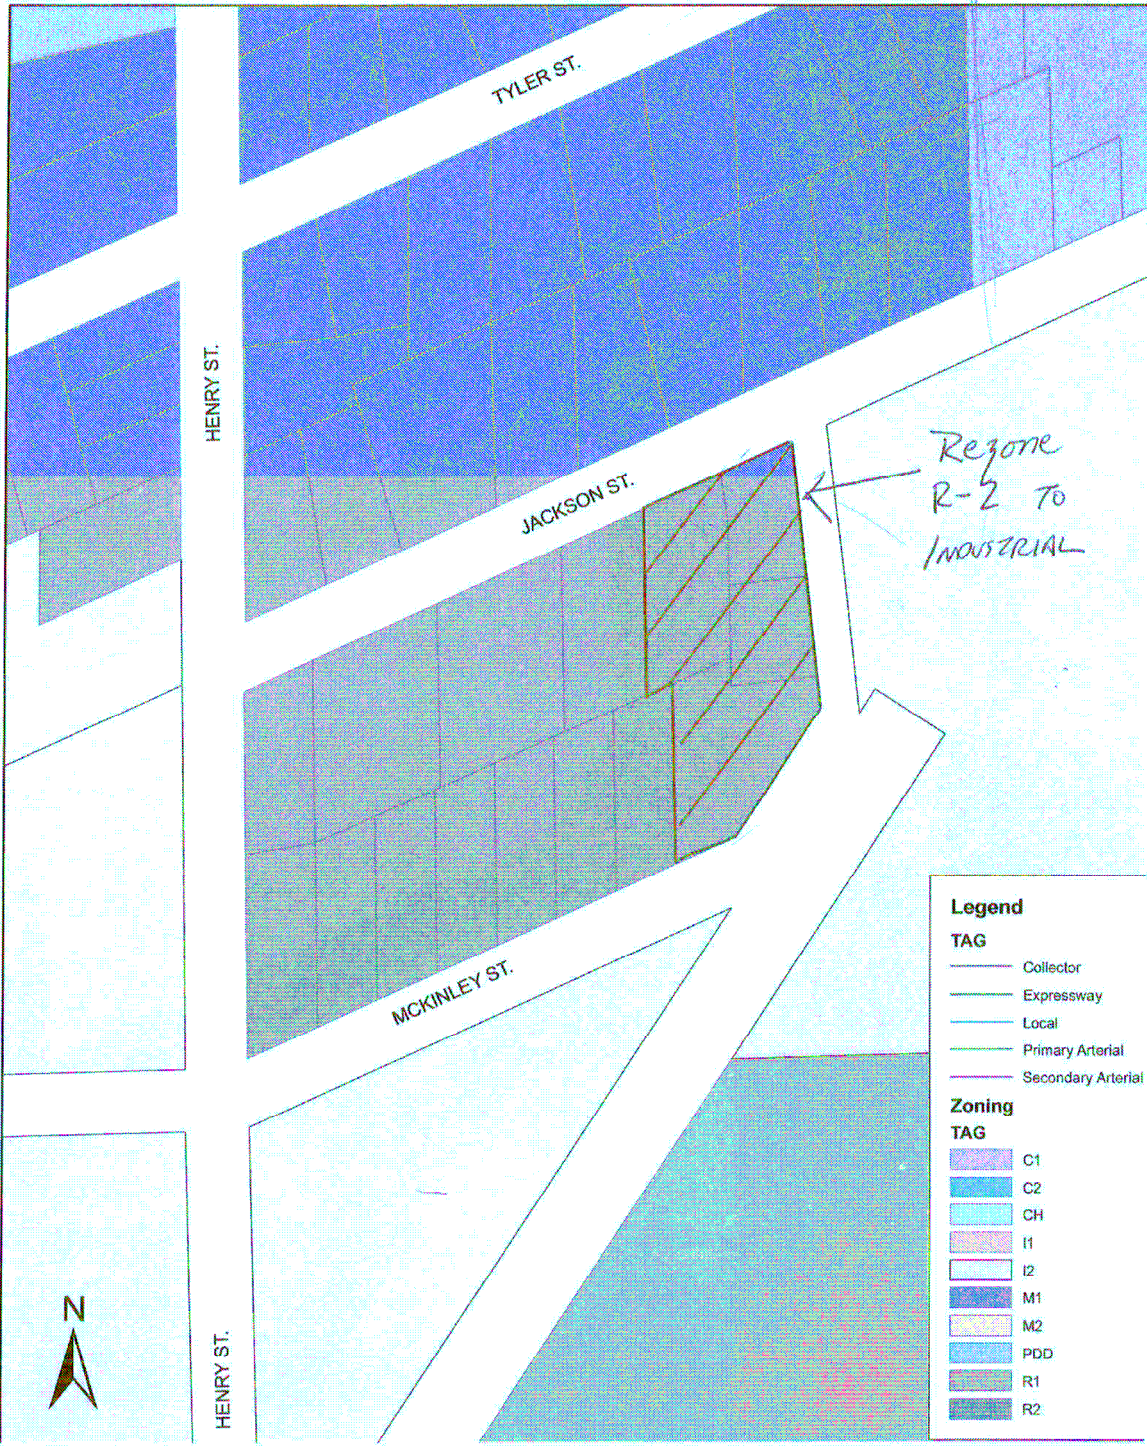 TYLER ST.
HENRY ST.
JACKSON ST.
Rezone
R-2 TO
INDUSTRIAL
MCKINLEY ST.
HENRY ST.
N
Legend
TAG
Collector
Expressway
Local
Primary Arterial
Secondary Arterial
Zoning
TAG
C1
C2
CH
I1
I2
M1
M2
PDD
R1
R2